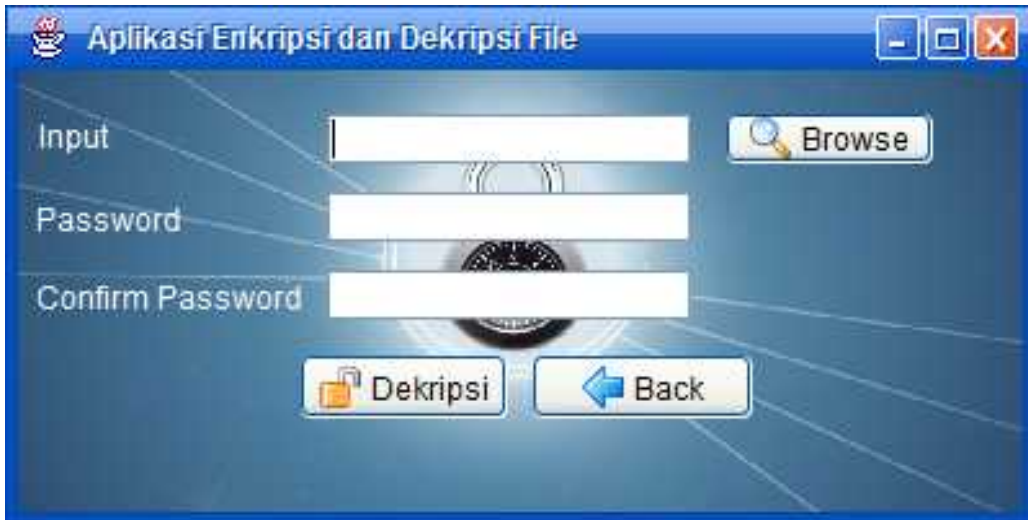 Aplikasi Enkripsi dan Dekripsi File
Input
Browse
Password
Confirm Password
Dekripsi
Back